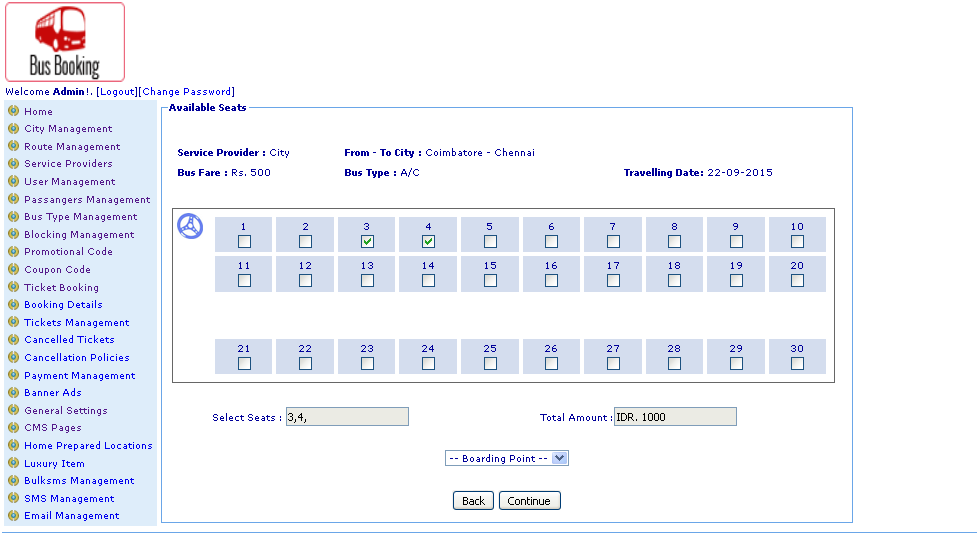 Bus Booking
Welcome Admin!. [Logout][Change Password]
Home
City Management
Route Management
Service Providers
User Management
Passangers Management
Bus Type Management
Blocking Management
Promotional Code
Coupon Code
Ticket Booking
Booking Details
Tickets Management
Cancelled Tickets
Cancellation Policies
Payment Management
Banner Ads
General Settings
CMS Pages
Home Prepared Locations
Luxury Item
Bulksms Management
SMS Management
Email Management
Available Seats
Service Provider : City From - To City : Coimbatore - Chennai
Bus Fare : Rs. 500 Bus Type : A/C Travelling Date: 22-09-2015
1 2 3 4 5 6 7 8 9 10
11 12 13 14 15 16 17 18 19 20
21 22 23 24 25 26 27 28 29 30
Select Seats : 3,4, Total Amount : IDR. 1000
-- Boarding Point --
Back Continue